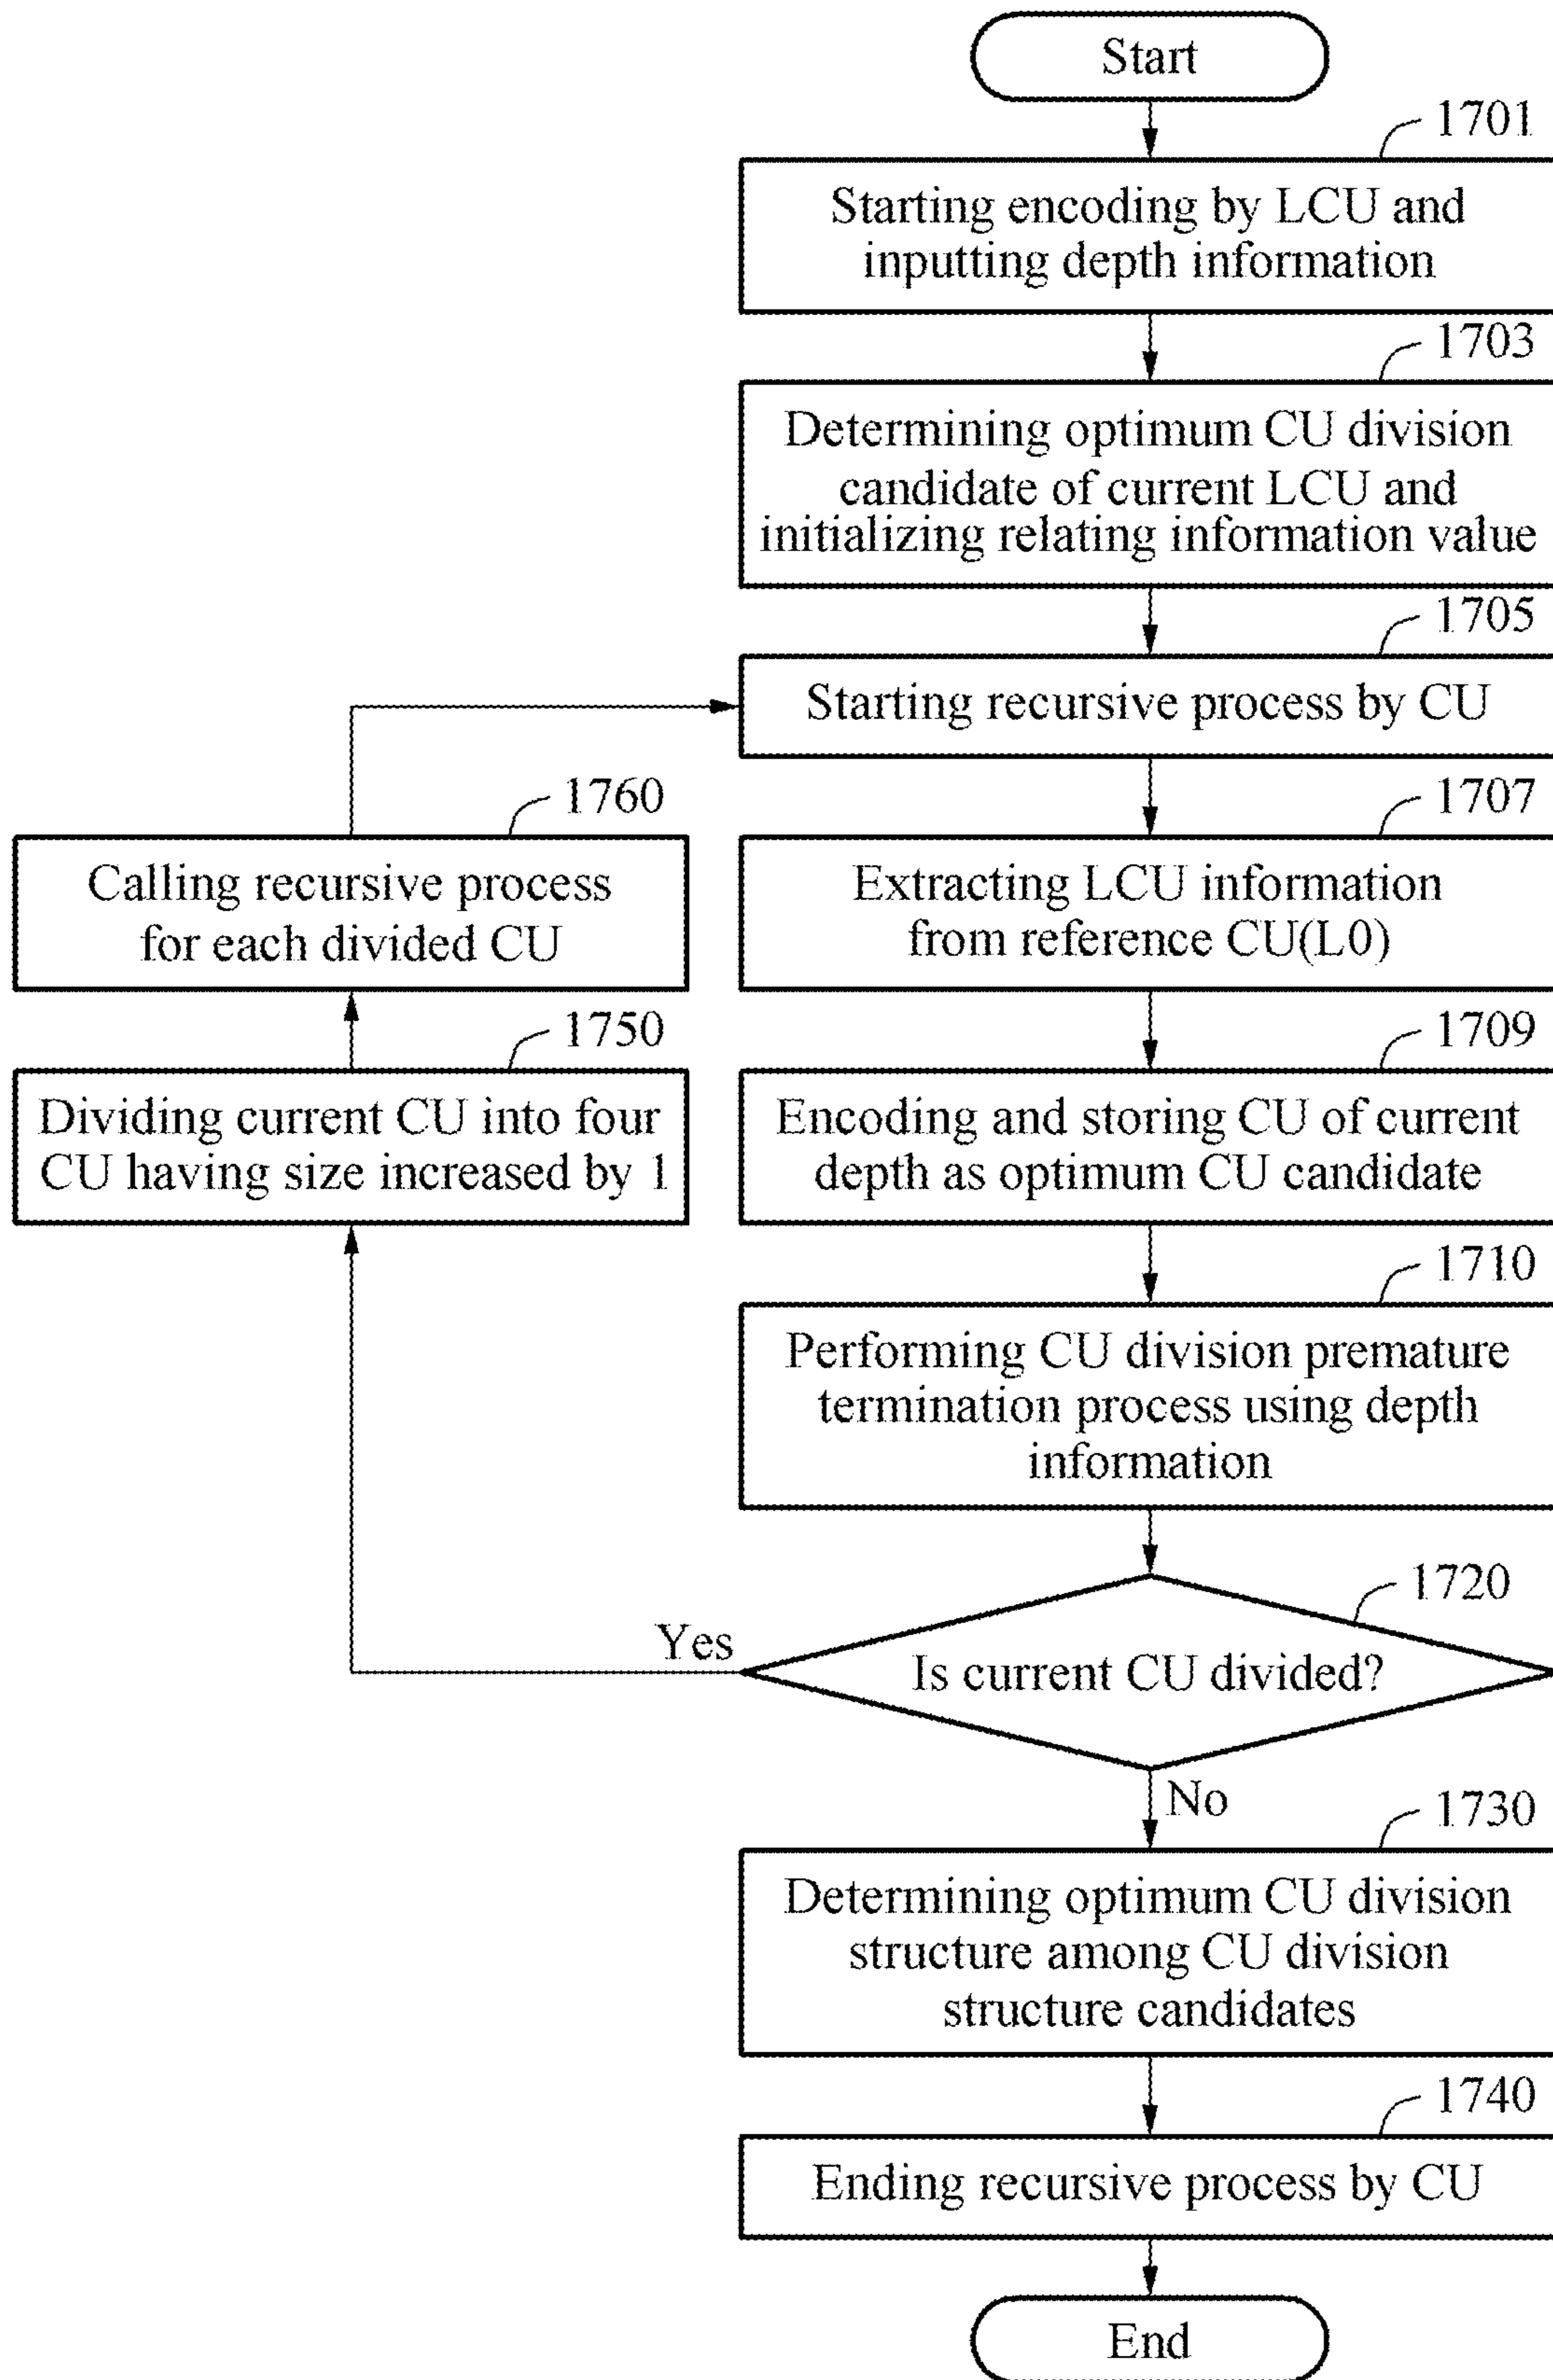 Start
1701
Starting encoding by LCU and
inputting depth information
1703
Determining optimum CU division
candidate of current LCU and
initializing relating information value
1705
Starting recursive process by CU
1760
Calling recursive process
for each divided CU
1707
Extracting LCU information
from reference CU(L0)
1750
Dividing current CU into four
CU having size increased by 1
1709
Encoding and storing CU of current
depth as optimum CU candidate
1710
Performing CU division premature
termination process using depth
information
1720
Yes
Is current CU divided?
No
1730
Determining optimum CU division
structure among CU division
structure candidates
1740
Ending recursive process by CU
End